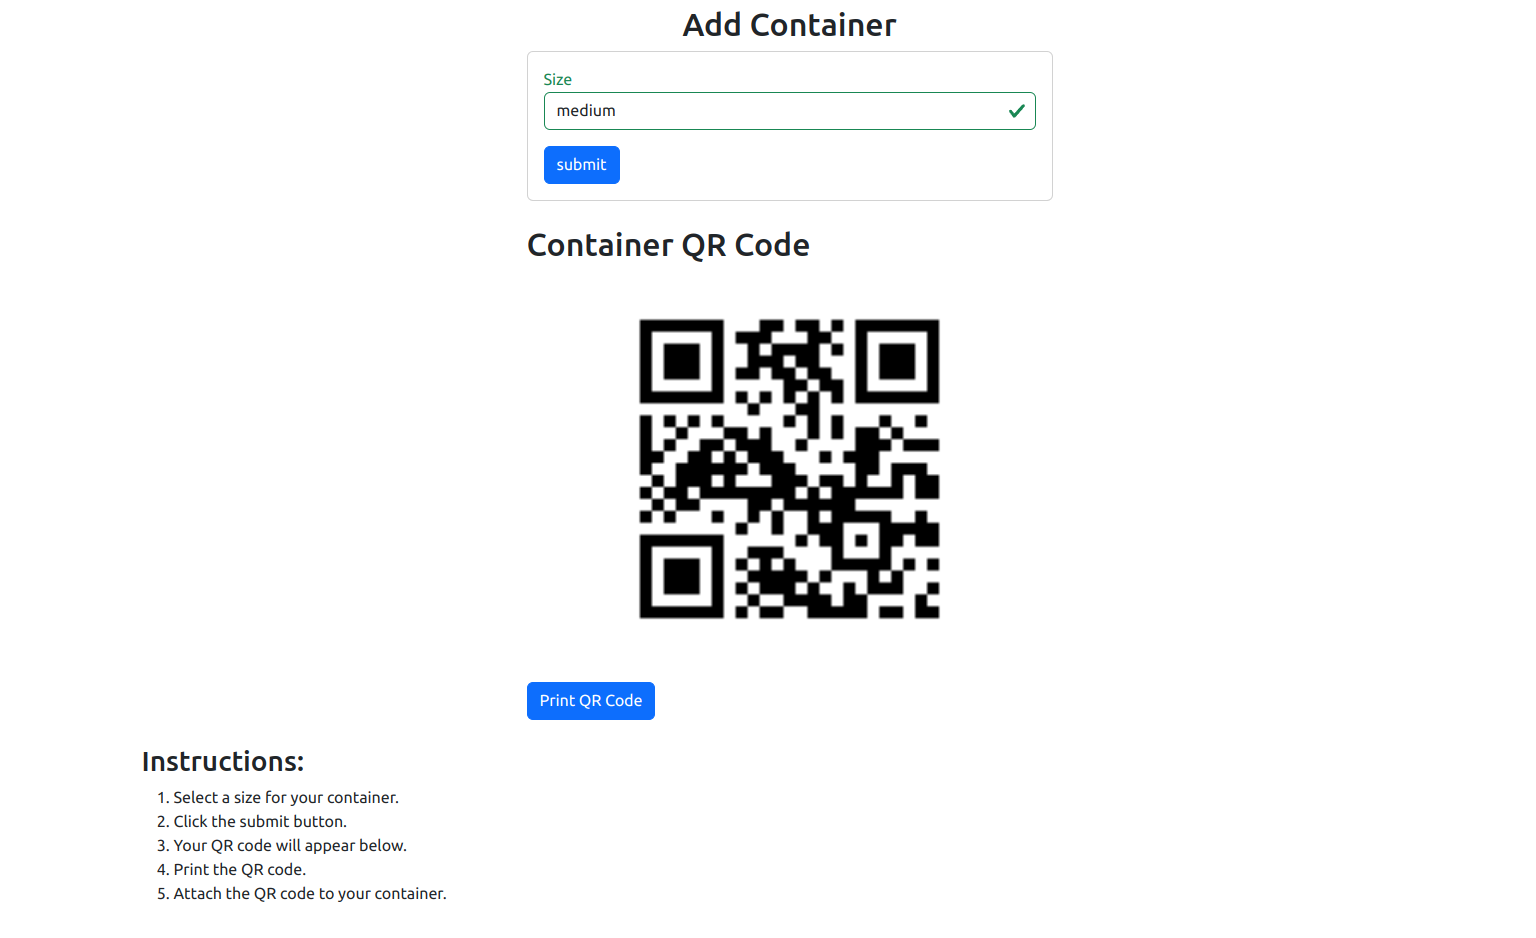 Add Container
Size
medium
submit
Container QR Code
Print QR Code
Instructions:
1. Select a size for your container.
2. Click the submit button.
3. Your QR code will appear below.
4. Print the QR code.
5. Attach the QR code to your container.